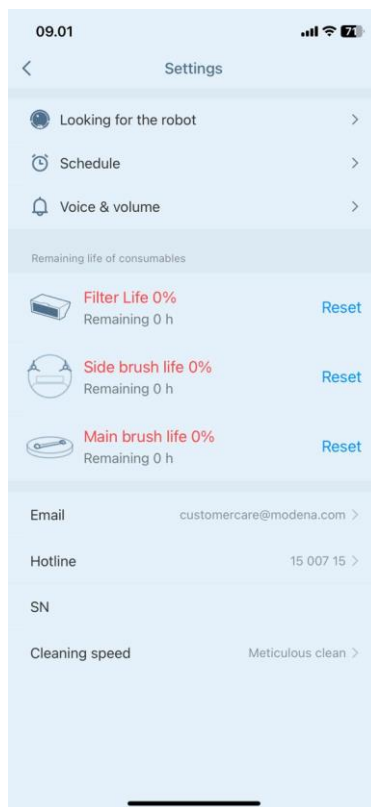 09.01
71
Settings
Looking for the robot
Schedule
Voice & volume
Remaining life of consumables
Filter Life 0%
Remaining 0 h
Reset
Side brush life 0%
Remaining 0 h
Reset
Main brush life 0%
Remaining 0 h
Reset
Email customercare@modena.com
Hotline 15 007 15
SN
Cleaning speed Meticulous clean